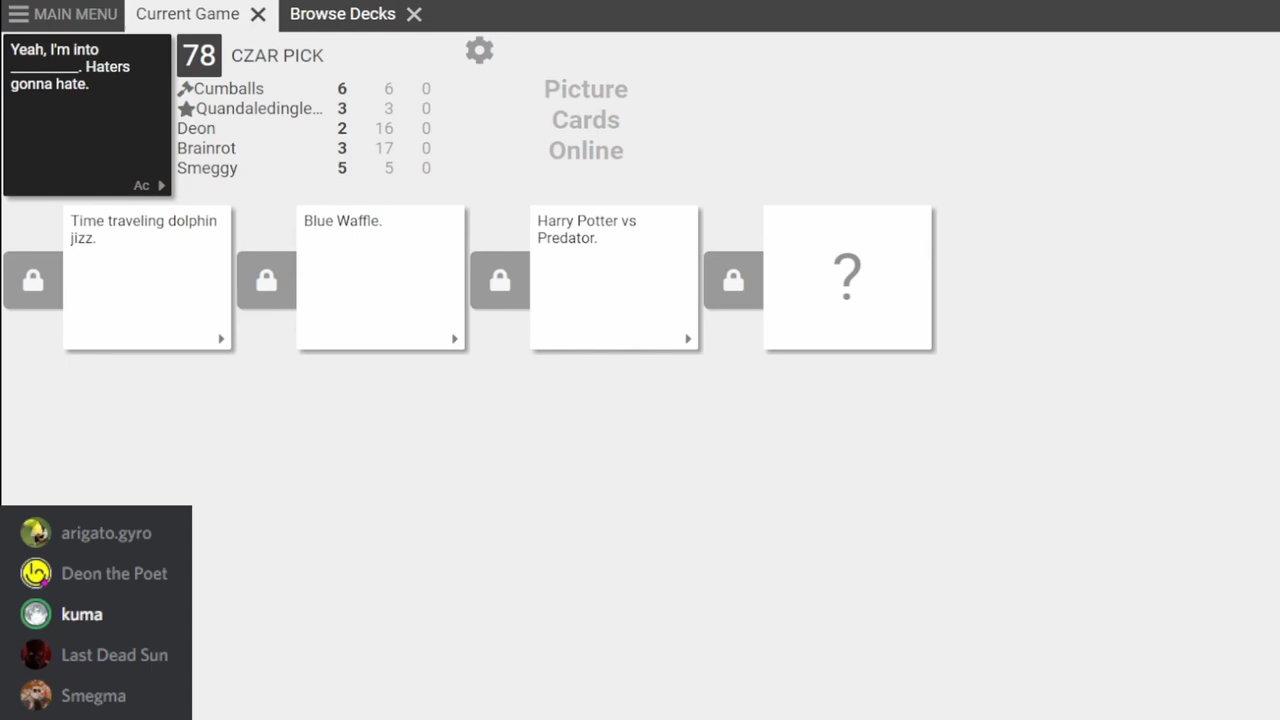 MAIN MENU
Current Game
Browse Decks
Yeah, I'm into
_________. Haters
gonna hate.
Ac
78 CZAR PICK
Cumballs 6 6 0
Quandaledingle... 3 3 0
Deon 2 16 0
Brainrot 3 17 0
Smeggy 5 5 0
Picture
Cards
Online
Time traveling dolphin
jizz.
Blue Waffle.
Harry Potter vs
Predator.
?
arigato.gyro
Deon the Poet
kuma
Last Dead Sun
Smegma